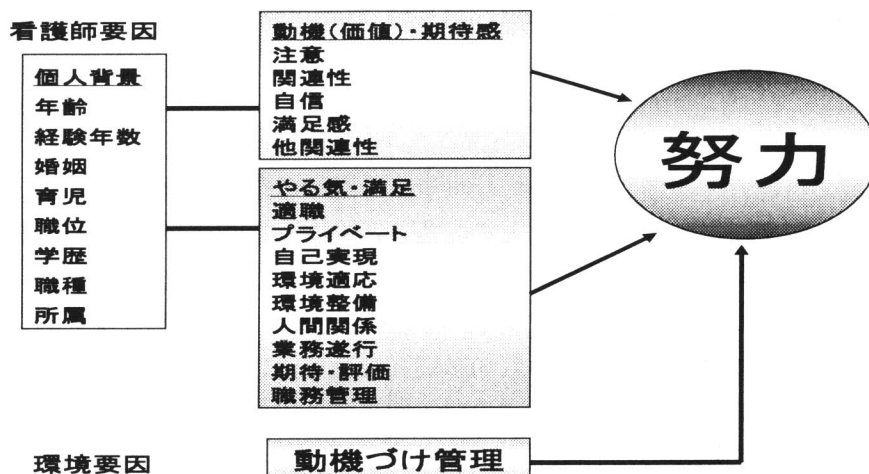 看護師要因
個人背景
年齢
経験年数
婚姻
育児
職位
学歴
職種
所属
動機(価値)・期待感
注意
関連性
自信
満足感
他関連性
やる気・満足
適職
プライベート
自己実現
環境適応
環境整備
人間関係
業務遂行
期待・評価
職務管理
努力
環境要因
動機づけ管理